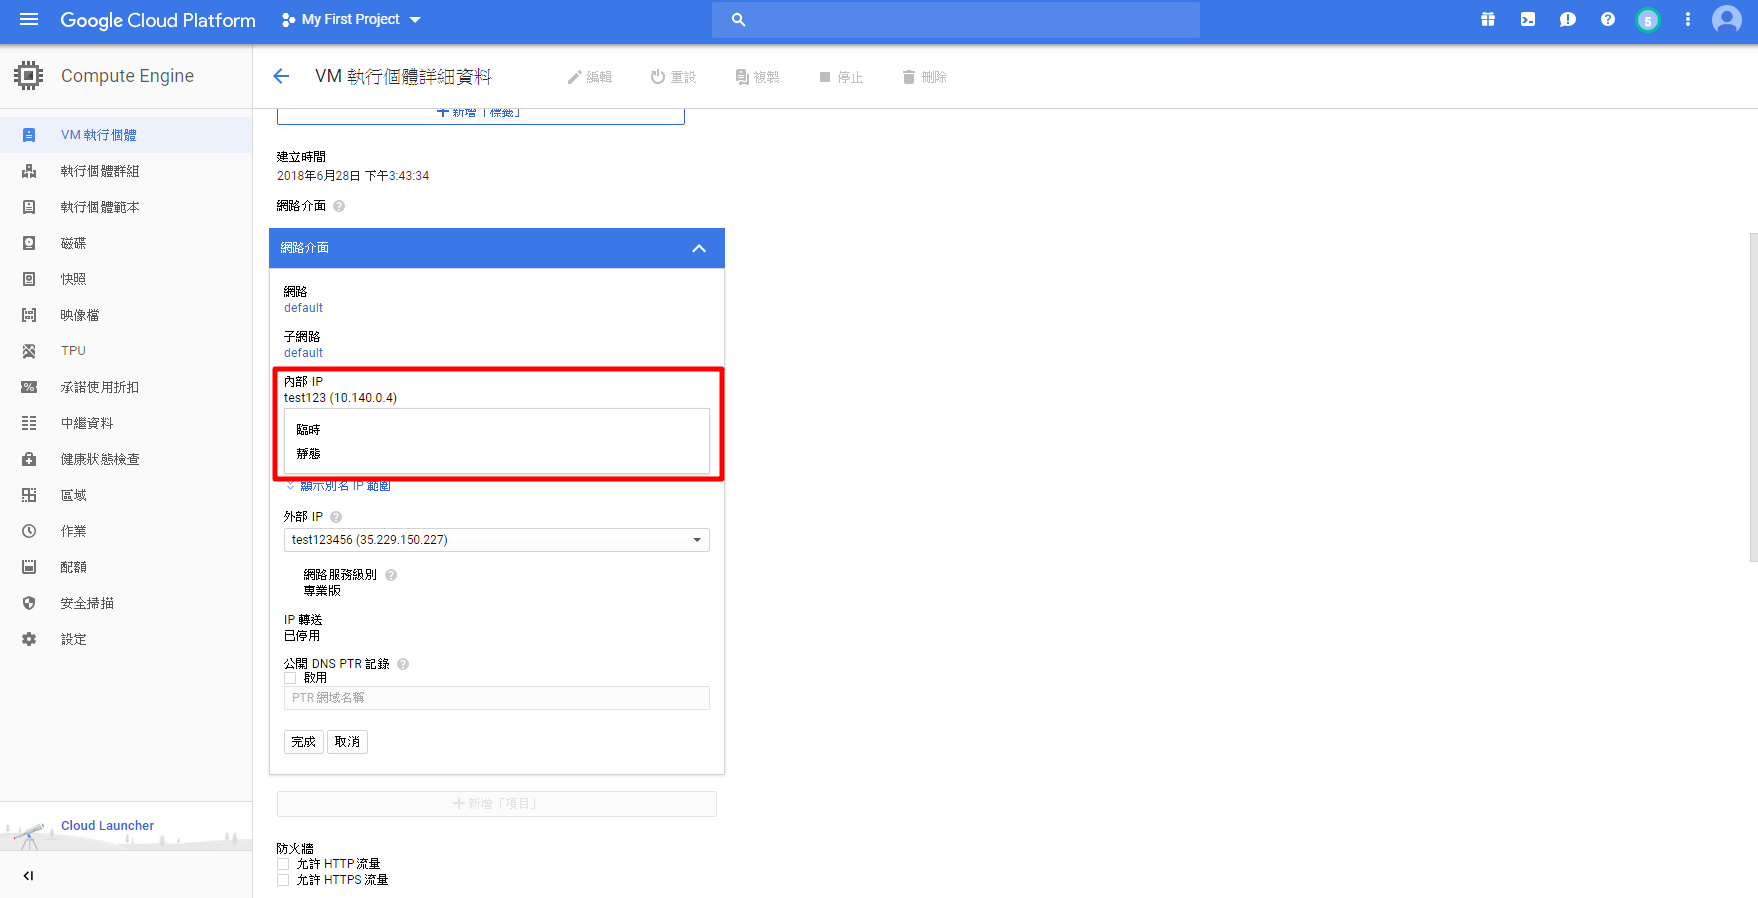 Google Cloud Platform
My First Project
5
Compute Engine
VM 執行個體詳細資料
編輯
重設
複製
停止
刪除
VM 執行個體
執行個體群組
執行個體範本
磁碟
快照
映像檔
TPU
承諾使用折扣
中繼資料
健康狀態檢查
區域
作業
配額
安全掃描
設定
Cloud Launcher
新增「標籤」
建立時間
2018年6月28日 下午3:43:34
網路介面
網路介面
網路
default
子網路
default
內部 IP
test123 (10.140.0.4)
臨時
靜態
顯示別名 IP 範圍
外部 IP
test123456 (35.229.150.227)
網路服務級別
專業版
IP 轉送
已停用
公開 DNS PTR 記錄
啟用
PTR 網域名稱
完成
取消
新增「項目」
防火牆
允許 HTTP 流量
允許 HTTPS 流量